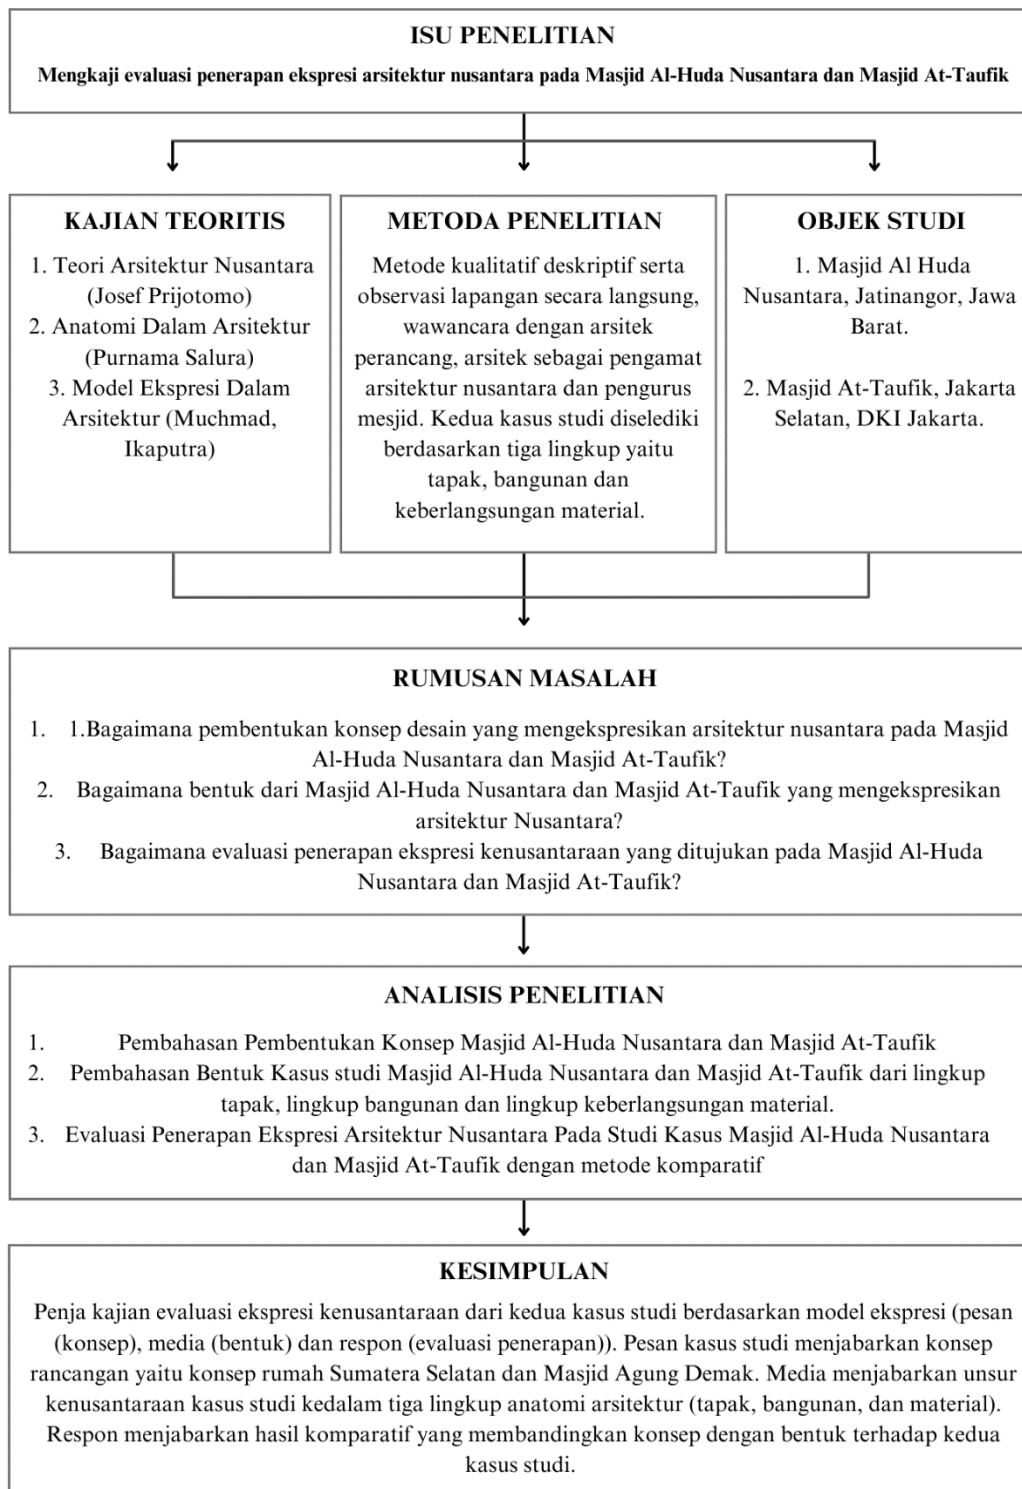 ISU PENELITIAN
Mengkaji evaluasi penerapan ekspresi arsitektur nusantara pada Masjid Al-Huda Nusantara dan Masjid At-Taufik
KAJIAN TEORITIS
1. Teori Arsitektur Nusantara
(Josef Prijotomo)
2. Anatomi Dalam Arsitektur
(Purnama Salura)
3. Model Ekspresi Dalam
Arsitektur (Muchmad,
Ikaputra)
METODA PENELITIAN
Metode kualitatif deskriptif serta
observasi lapangan secara langsung,
wawancara dengan arsitek
perancang, arsitek sebagai pengamat
arsitektur nusantara dan pengurus
mesjid. Kedua kasus studi diselediki
berdasarkan tiga lingkup yaitu
tapak, bangunan dan
keberlangsungan material.
OBJEK STUDI
1. Masjid Al Huda
Nusantara, Jatinangor, Jawa
Barat.
2. Masjid At-Taufik, Jakarta
Selatan, DKI Jakarta.
RUMUSAN MASALAH
1. 1.Bagaimana pembentukan konsep desain yang mengekspresikan arsitektur nusantara pada Masjid
Al-Huda Nusantara dan Masjid At-Taufik?
2. Bagaimana bentuk dari Masjid Al-Huda Nusantara dan Masjid At-Taufik yang mengekspresikan
arsitektur Nusantara?
3. Bagaimana evaluasi penerapan ekspresi kenusantaraan yang ditujukan pada Masjid Al-Huda
Nusantara dan Masjid At-Taufik?
ANALISIS PENELITIAN
1. Pembahasan Pembentukan Konsep Masjid Al-Huda Nusantara dan Masjid At-Taufik
2. Pembahasan Bentuk Kasus studi Masjid Al-Huda Nusantara dan Masjid At-Taufik dari lingkup
tapak, lingkup bangunan dan lingkup keberlangsungan material.
3. Evaluasi Penerapan Ekspresi Arsitektur Nusantara Pada Studi Kasus Masjid Al-Huda Nusantara
dan Masjid At-Taufik dengan metode komparatif
KESIMPULAN
Penja kajian evaluasi ekspresi kenusantaraan dari kedua kasus studi berdasarkan model ekspresi (pesan
(konsep), media (bentuk) dan respon (evaluasi penerapan)). Pesan kasus studi menjabarkan konsep
rancangan yaitu konsep rumah Sumatera Selatan dan Masjid Agung Demak. Media menjabarkan unsur
kenusantaraan kasus studi kedalam tiga lingkup anatomi arsitektur (tapak, bangunan, dan material).
Respon menjabarkan hasil komparatif yang membandingkan konsep dengan bentuk terhadap kedua
kasus studi.